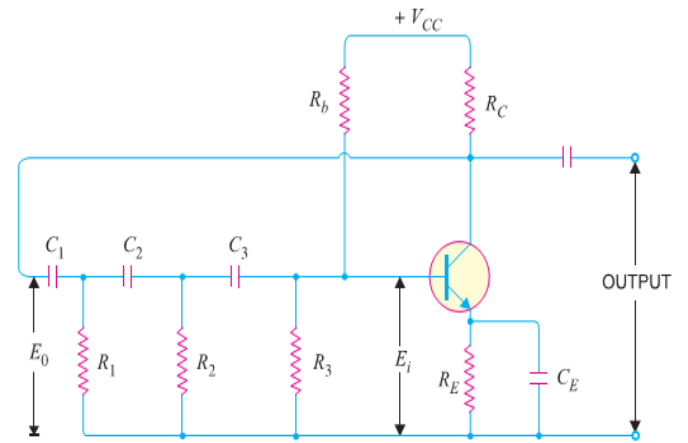 + V_CC
R_b
R_C
C_1
C_2
C_3
OUTPUT
E_0
R_1
R_2
R_3
E_i
R_E
C_E